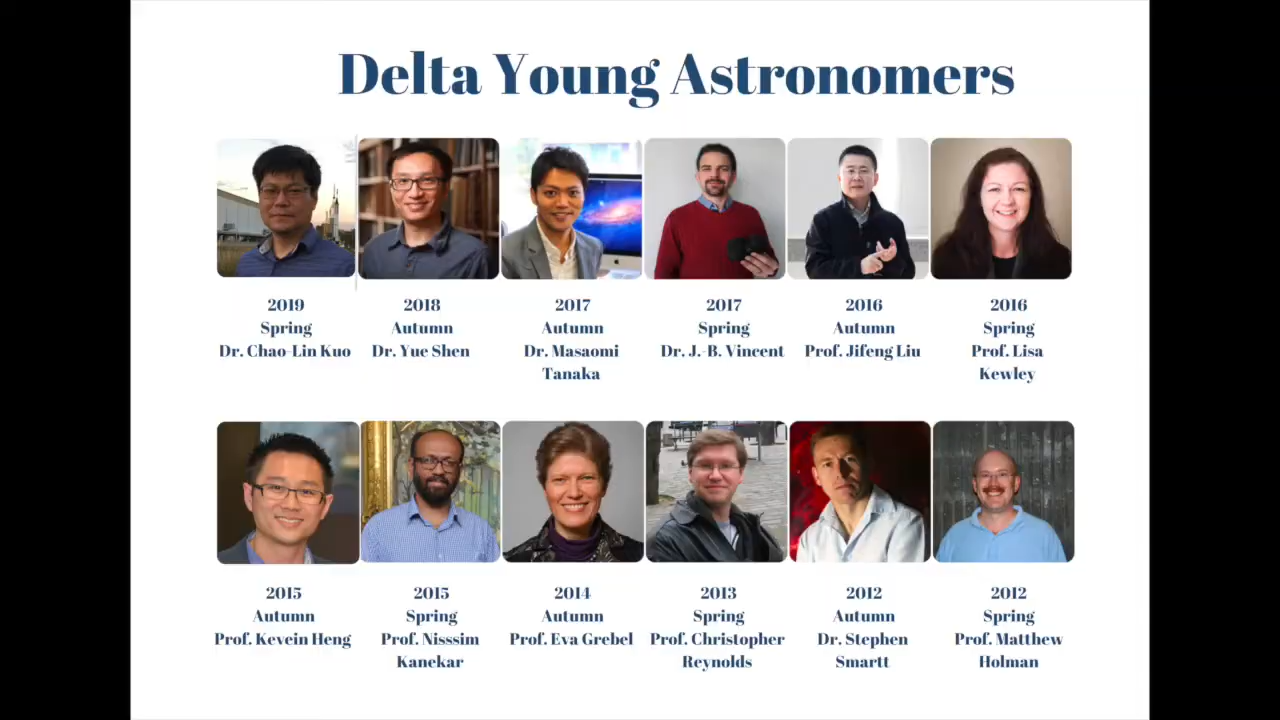 Delta Young Astronomers
2019
Spring
Dr. Chao-Lin Kuo
2018
Autumn
Dr. Yue Shen
2017
Autumn
Dr. Masaomi
Tanaka
2017
Spring
Dr. J.-B. Vincent
2016
Autumn
Prof. Jifeng Liu
2016
Spring
Prof. Lisa
Kewley
2015
Autumn
Prof. Kevein Heng
2015
Spring
Prof. Nisssim
Kanekar
2014
Autumn
Prof. Eva Grebel
2013
Spring
Prof. Christopher
Reynolds
2012
Autumn
Dr. Stephen
Smartt
2012
Spring
Prof. Matthew
Holman